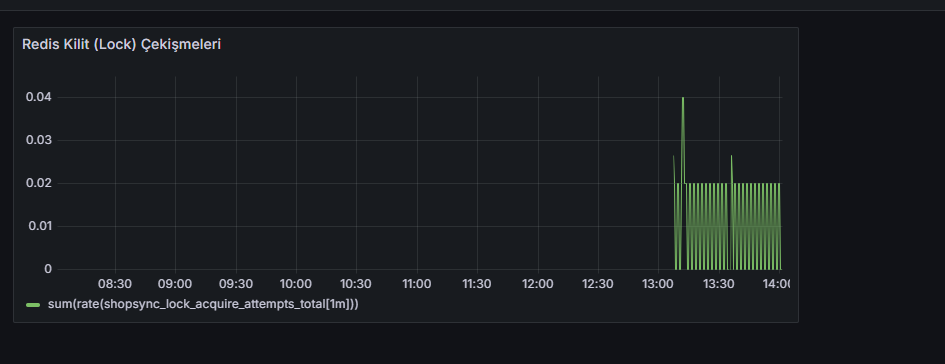 Redis Kilit (Lock) Çekişmeleri
0.04
0.03
0.02
0.01
0
08:30 09:00 09:30 10:00 10:30 11:00 11:30 12:00 12:30 13:00 13:30 14:00
sum(rate(shopsync_lock_acquire_attempts_total[1m]))